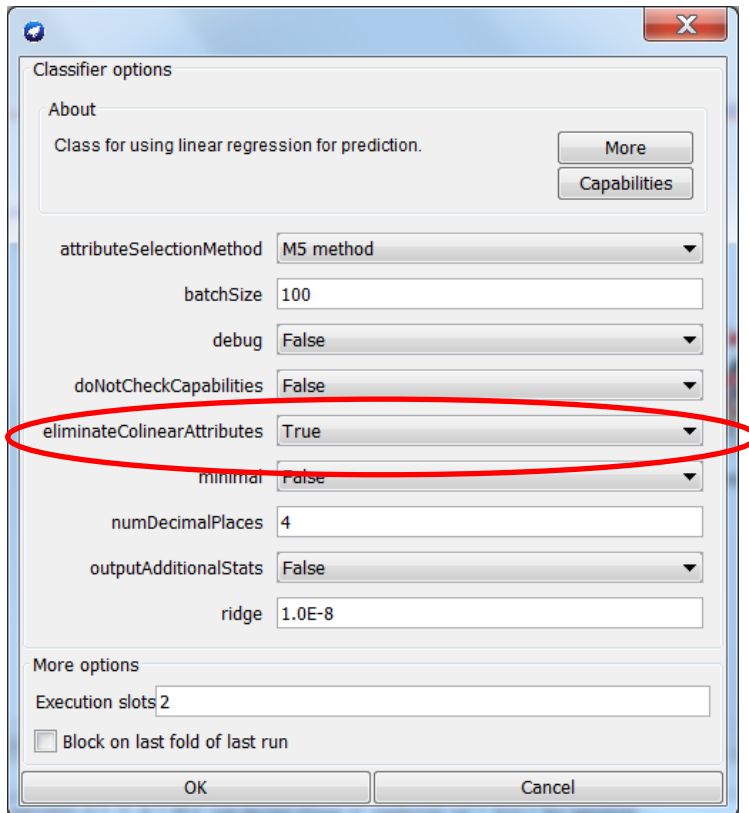 Classifier options
About
Class for using linear regression for prediction.
More
Capabilities
attributeSelectionMethod M5 method
batchSize 100
debug False
doNotCheckCapabilities False
eliminateColinearAttributes True
minimal False
numDecimalPlaces 4
outputAdditionalStats False
ridge 1.0E-8
More options
Execution slots 2
Block on last fold of last run
OK Cancel